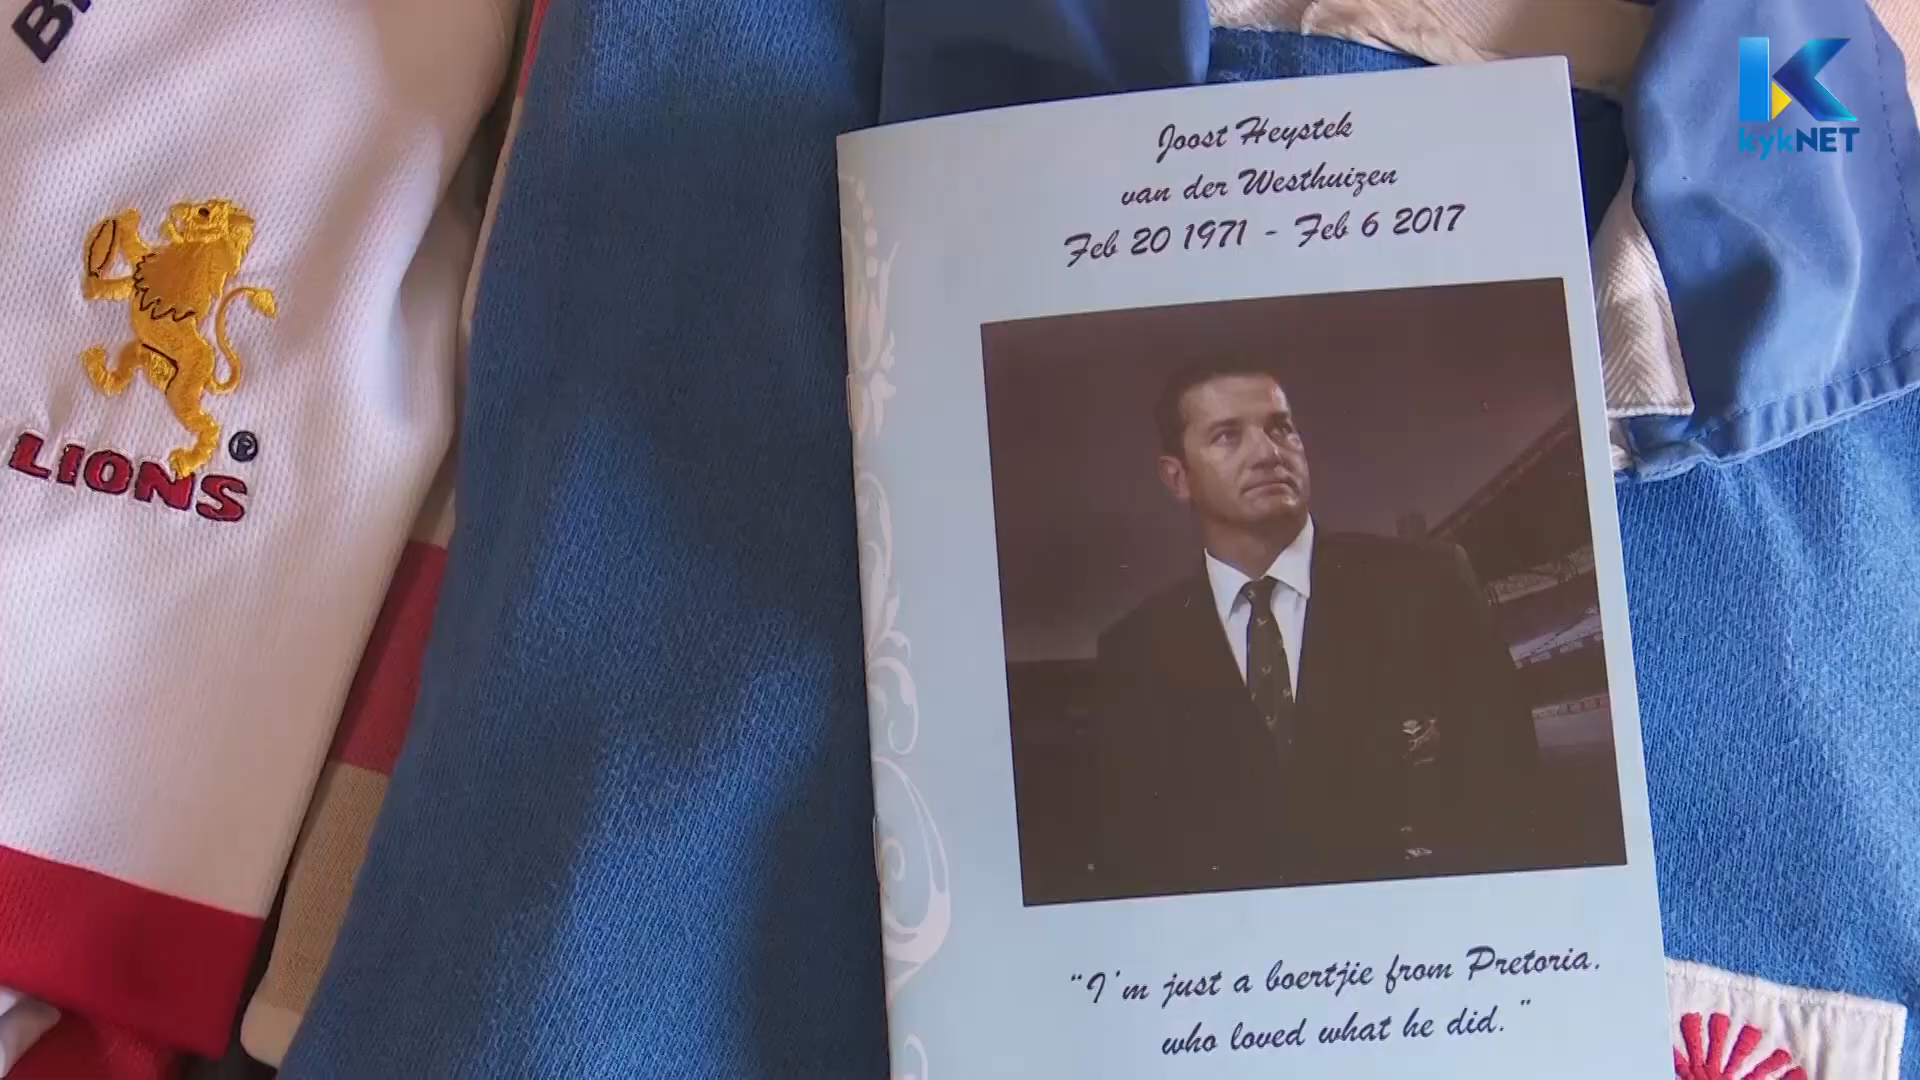 kykNET
LIONS
®
Joost Heystek
van der Westhuizen
Feb 20 1971 - Feb 6 2017
"I'm just a boertjie from Pretoria.
who loved what he did."